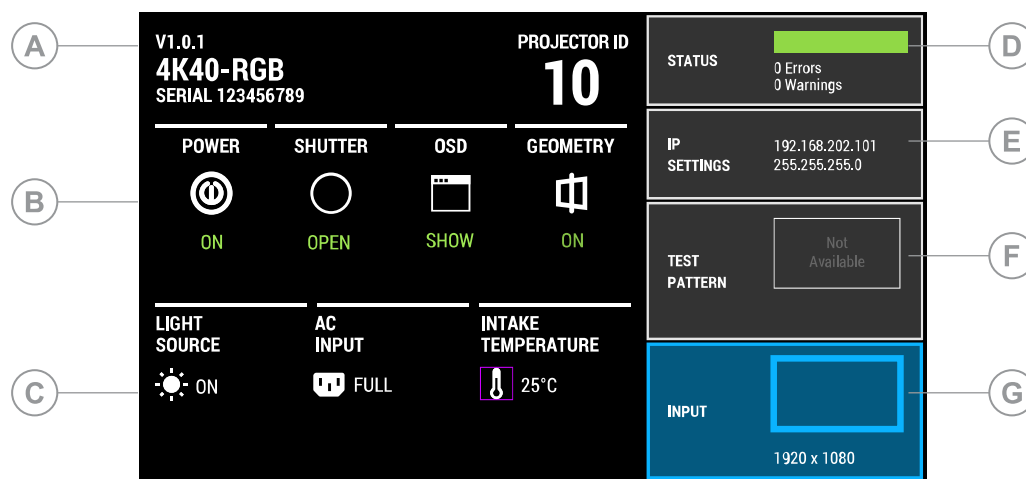 A
V1.0.1
4K40-RGB
SERIAL 123456789
PROJECTOR ID
10
STATUS
0 Errors
0 Warnings
D
IP
SETTINGS
192.168.202.101
255.255.255.0
E
B
POWER
ON
SHUTTER
OPEN
OSD
SHOW
GEOMETRY
ON
TEST
PATTERN
Not
Available
F
C
LIGHT
SOURCE
ON
AC
INPUT
FULL
INTAKE
TEMPERATURE
25°C
INPUT
1920 x 1080
G